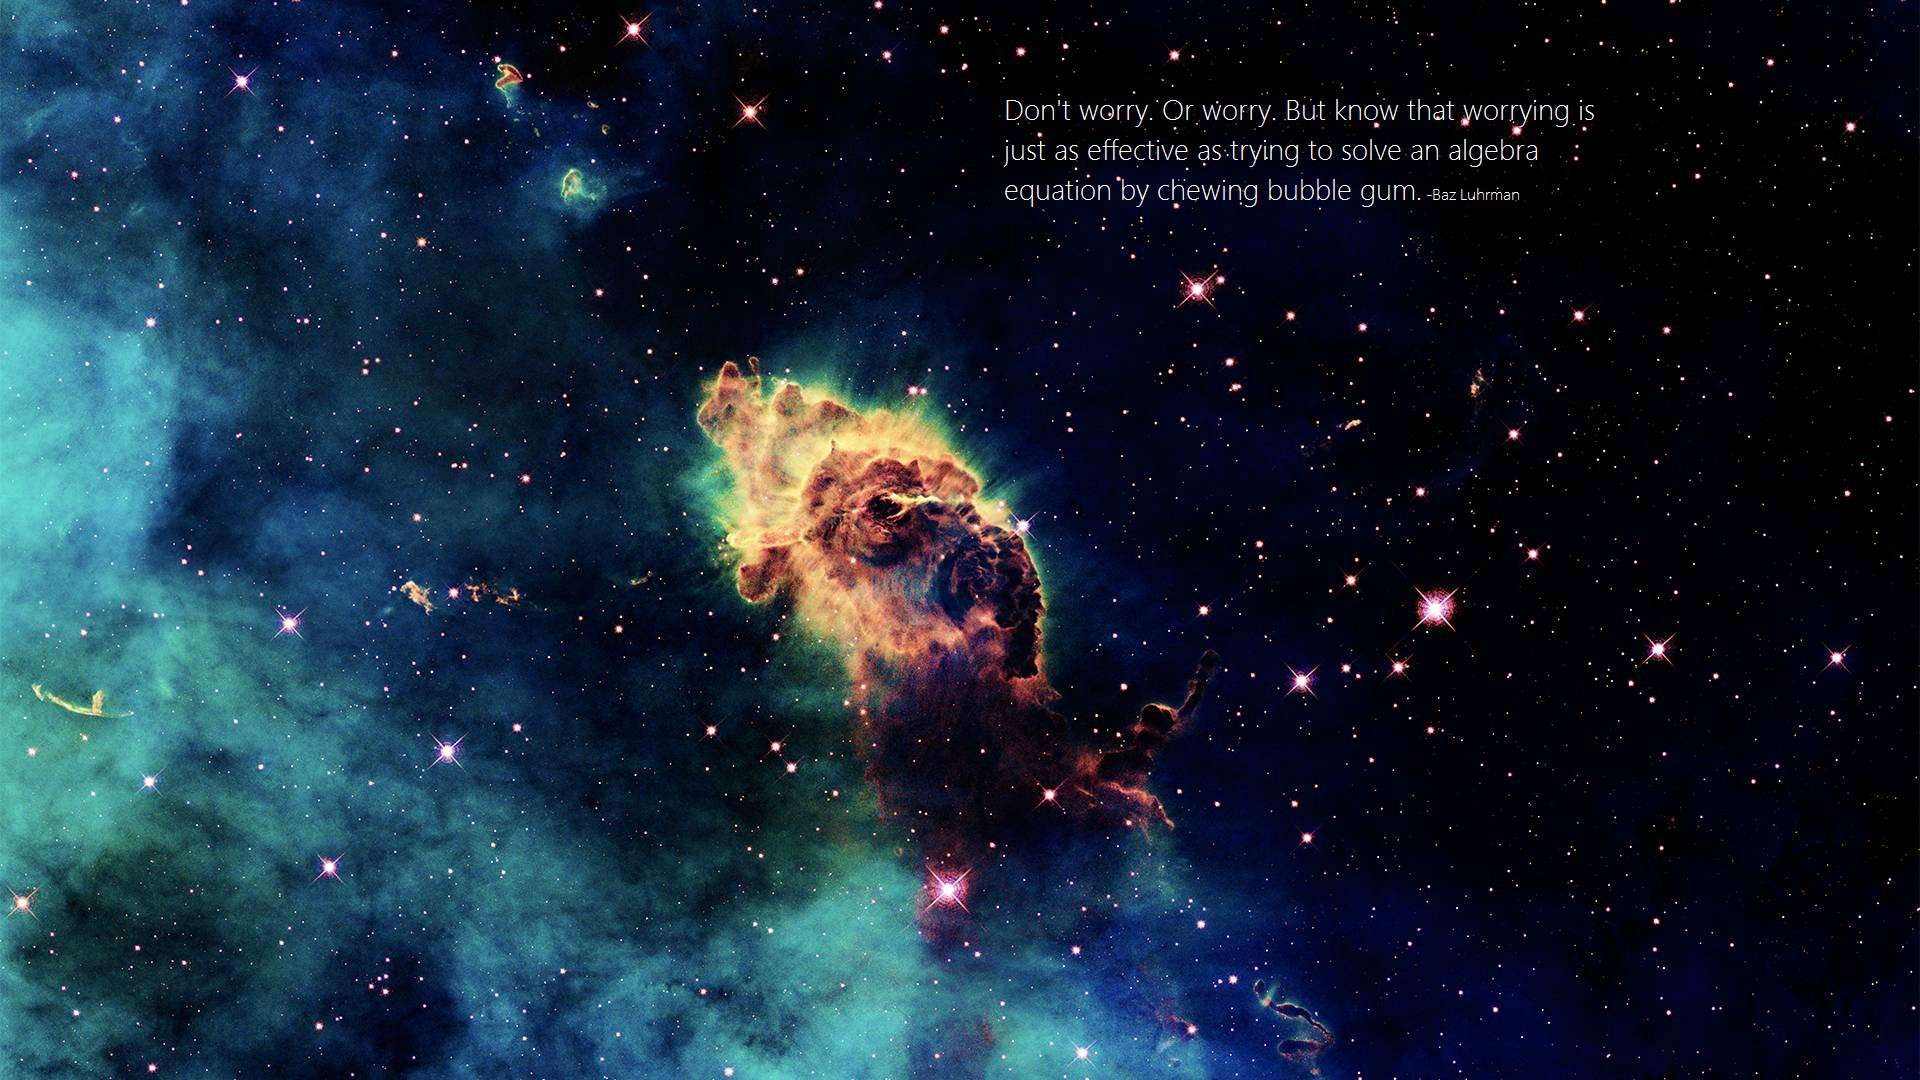 Don't worry. Or worry. But know that worrying is
just as effective as trying to solve an algebra
equation by chewing bubble gum. -Baz Luhrman